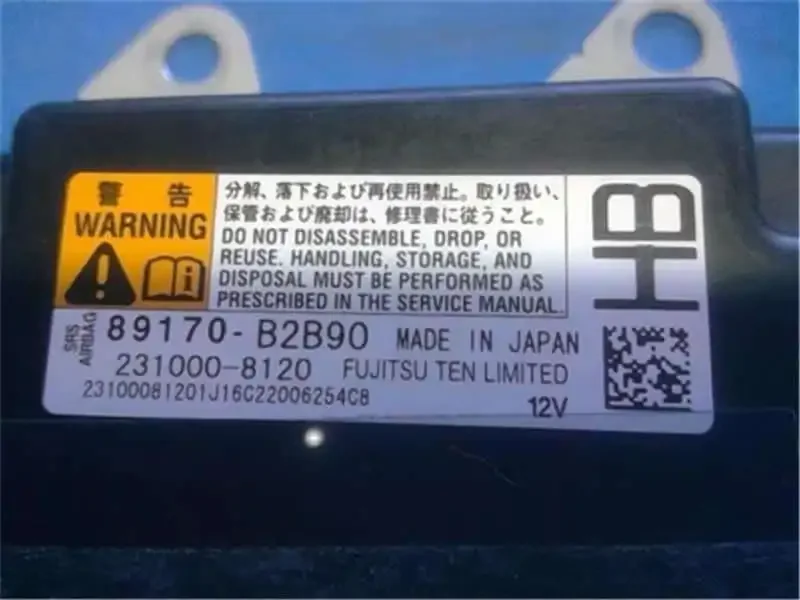 警告
WARNING
分解、落下および再使用禁止。取り扱い、
保管および廃却は、修理書に従うこと。
DO NOT DISASSEMBLE, DROP, OR
REUSE. HANDLING, STORAGE, AND
DISPOSAL MUST BE PERFORMED AS
PRESCRIBED IN THE SERVICE MANUAL.
HB
SRS
AIRBAG
89170-B2B90 MADE IN JAPAN
231000-8120 FUJITSU TEN LIMITED
23100081201J16C22006254C8
12V